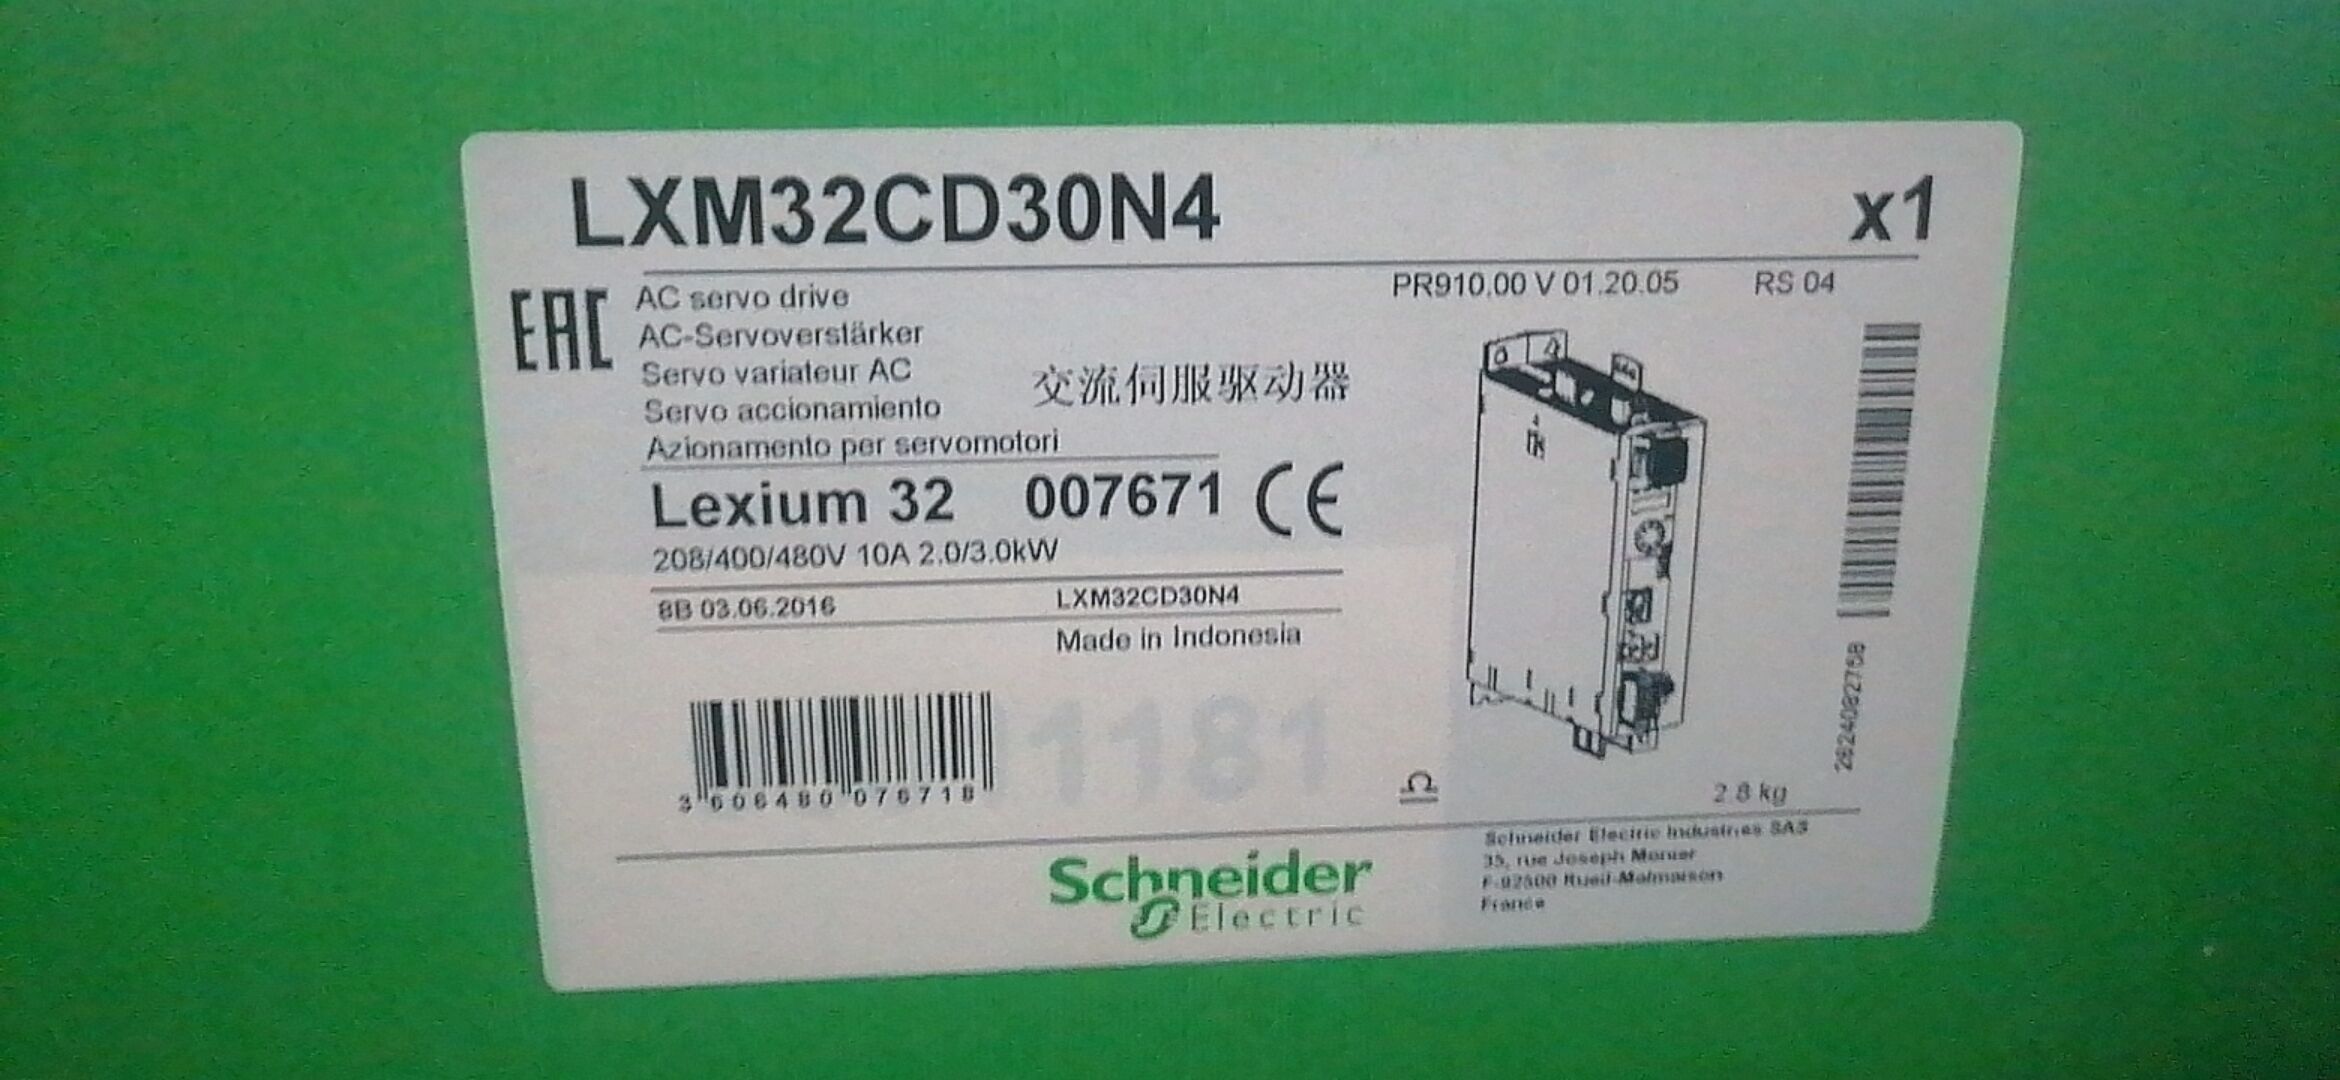 LXM32CD30N4 x1
PR910.00 V 01.20.05 RS 04
EAC
AC servo drive
AC-Servoverstärker
Servo variateur AC
Servo accionamiento
交流伺服驱动器
Azionamento per servomotori
Lexium 32 007671 CE
208/400/480V 10A 2.0/3.0kW
8B 03.06.2016 LXM32CD30N4
Made in Indonesia
1181
3 606480 076718
2624082768
2.8 kg
Schneider Electric Industries SAS
35, rue Joseph Monier
F-92500 Rueil-Malmaison
France
Schneider
Electric